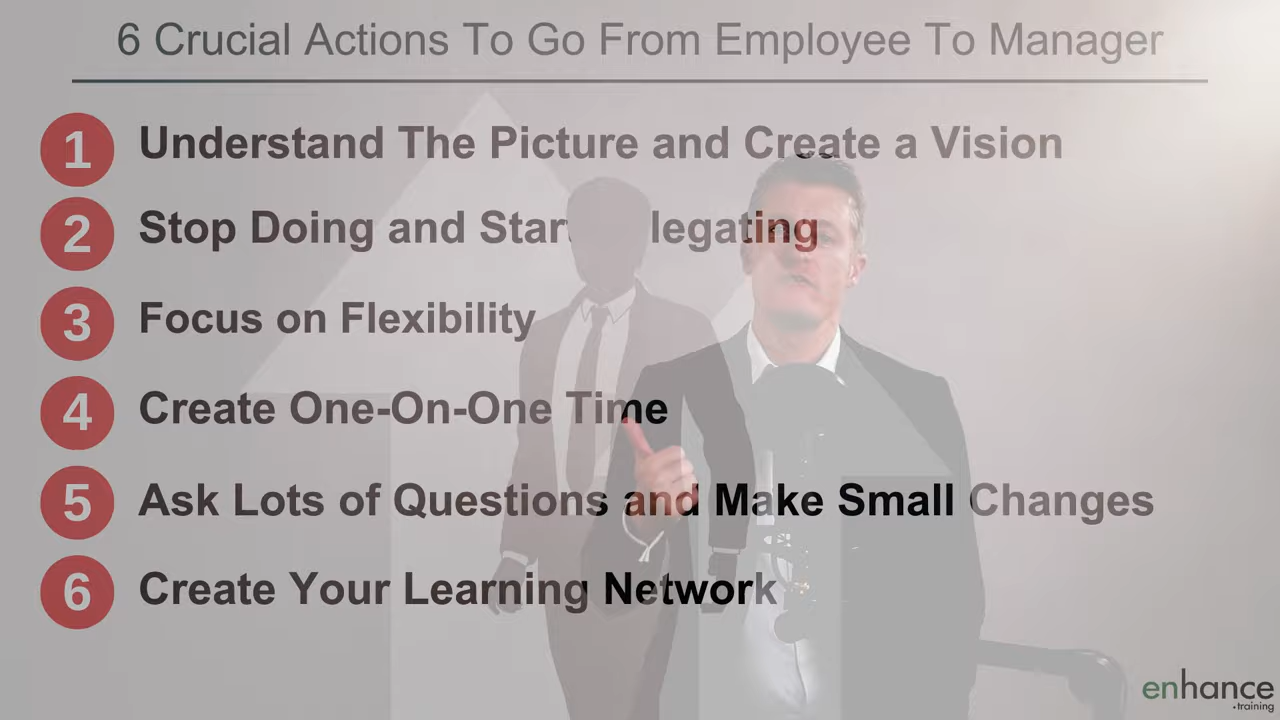 6 Crucial Actions To Go From Employee To Manager
1 Understand The Picture and Create a Vision
2 Stop Doing and Start legating
3 Focus on Flexibility
4 Create One-On-One Time
5 Ask Lots of Questions and Make Small Changes
6 Create Your Learning Network
enhance
.training